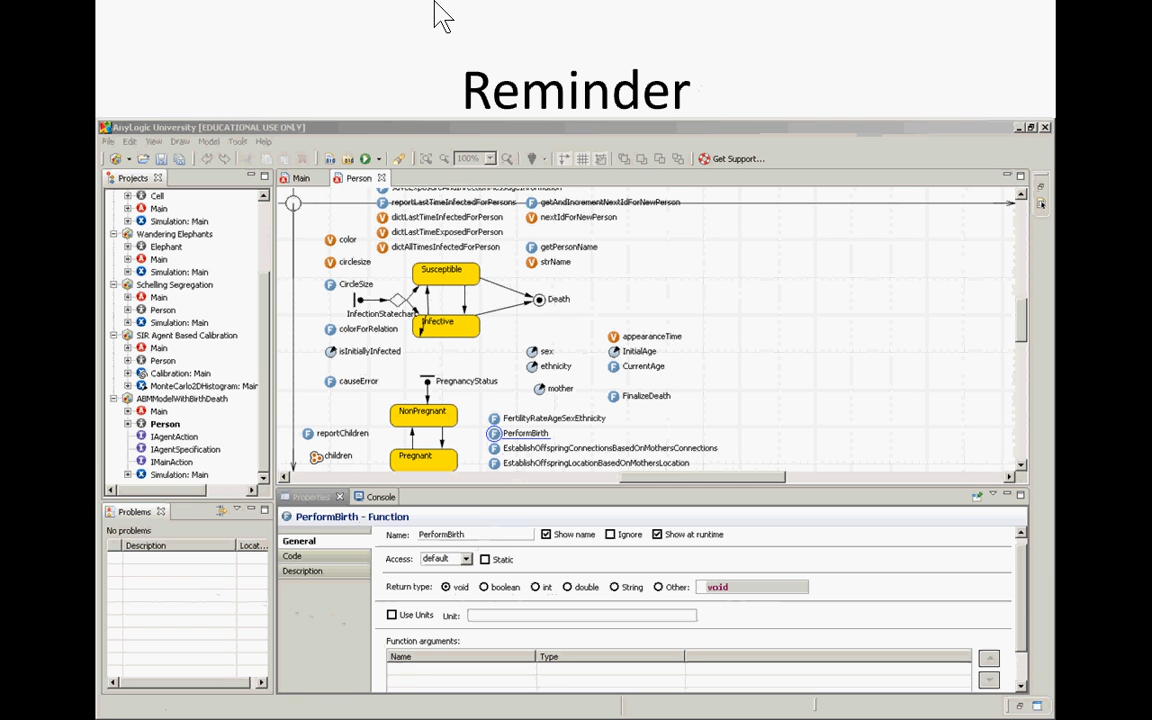 Reminder
AnyLogic University [EDUCATIONAL USE ONLY]
File Edit View Draw Model Tools Help
100%
Get Support...
Projects
Main
Person
Cell
Main
Simulation: Main
Wandering Elephants
Elephant
Main
Simulation: Main
Schelling Segregation
Main
Person
Simulation: Main
SIR Agent Based Calibration
Main
Person
Calibration: Main
MonteCarlo2DHistogram: Main
ABMModelWithBirthDeath
Main
Person
IAgentAction
IAgentSpecification
IMainAction
Simulation: Main
reportLastTimeInfectedForPersons
getAndIncrementNextIdForNewPerson
dictLastTimeInfectedForPerson
nextIdForNewPerson
dictLastTimeExposedForPerson
color
dictAllTimesInfectedForPerson
getPersonName
circlesize
strName
Susceptible
CircleSize
Death
InfectionStatechart
Infective
colorForRelation
appearanceTime
isInitiallyInfected
sex
InitialAge
ethnicity
CurrentAge
causeError
PregnancyStatus
mother
FinalizeDeath
NonPregnant
FertilityRateAgeSexEthnicity
reportChildren
PerformBirth
EstablishOffspringConnectionsBasedOnMothersConnections
children
Pregnant
EstablishOffspringLocationBasedOnMothersLocation
Properties
Console
PerformBirth - Function
General
Code
Description
Name: PerformBirth Show name Ignore Show at runtime
Access: default Static
Return type: void boolean int double String Other: void
Use Units Unit:
Function arguments:
Name Type
Problems
No problems
Description Locat...